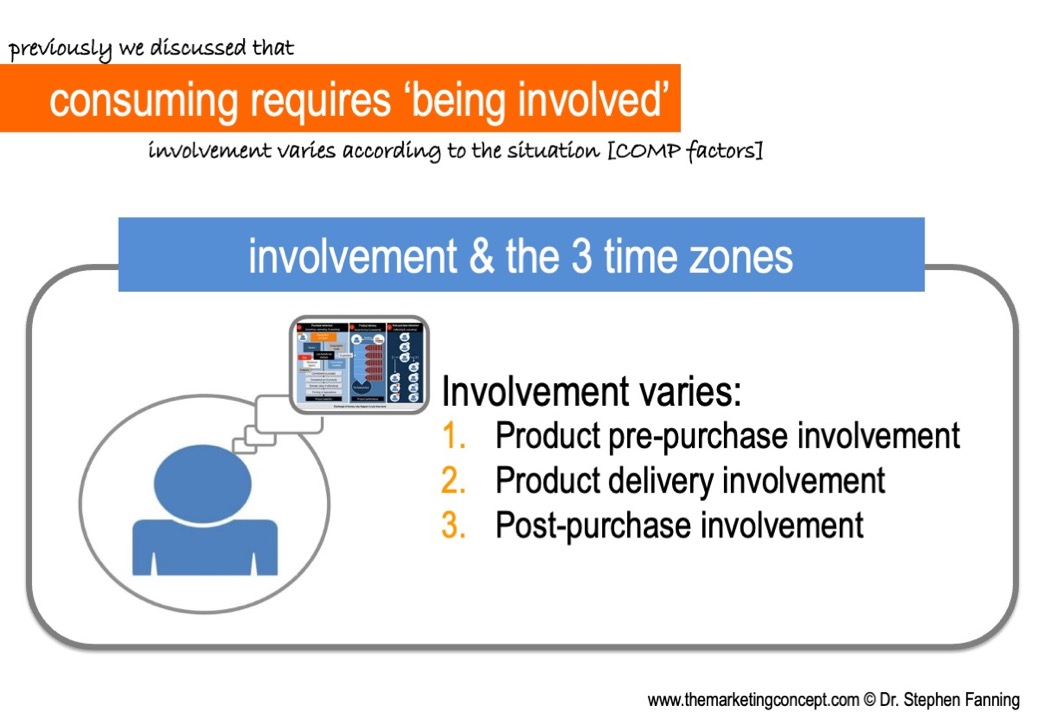 previously we discussed that
consuming requires ‘being involved’
involvement varies according to the situation [COMP factors]
involvement & the 3 time zones
Involvement varies:
1. Product pre-purchase involvement
2. Product delivery involvement
3. Post-purchase involvement
www.themarketingconcept.com © Dr. Stephen Fanning